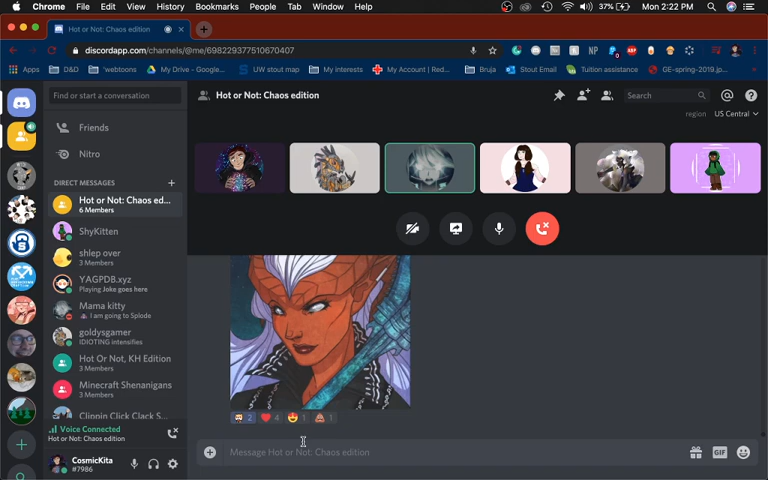 Chrome File Edit View History Bookmarks People Tab Window Help 37% Mon 2:22 PM
Hot or Not: Chaos edition
discordapp.com/channels/@me/698229377510670407
Apps D&D "webtoons My Drive - Google... UW stout map My interests My Account | Red... Bruja Stout Email Tuition assistance GE-spring-2019.jp...
Find or start a conversation
Hot or Not: Chaos edition
Search
region US Central
Friends
Nitro
DIRECT MESSAGES
Hot or Not: Chaos ed...
6 Members
ShyKitten
shlep over
3 Members
YAGPDB.xyz
Playing Joke goes here
Mama kitty
I am going to Splode
goldysgamer
IDIOTING intensifies
Hot Or Not, KH Edition
3 Members
Minecraft Shenanigans
3 Members
Clippin Click Clack S...
Voice Connected
Hot or Not: Chaos edition
CosmicKita
#7986
2 4 1 1
Message Hot or Not: Chaos edition
GIF